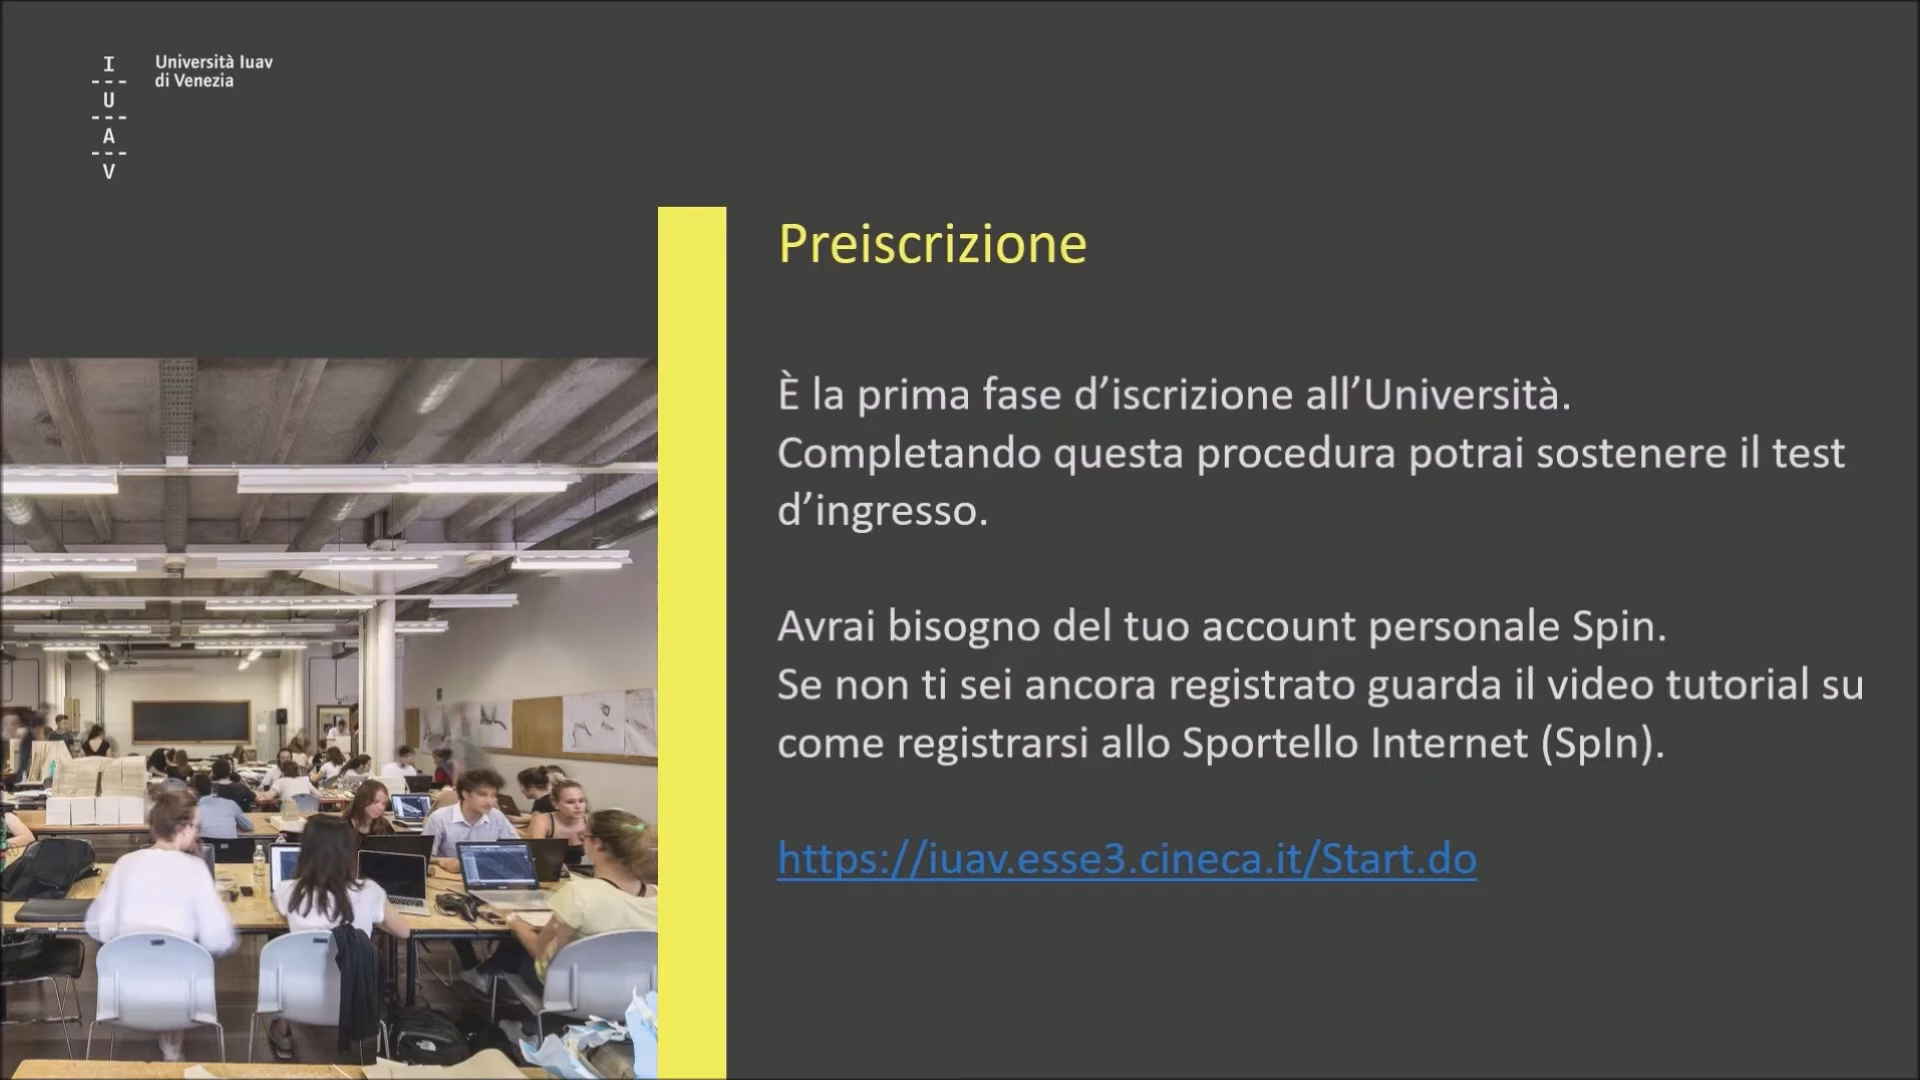 I
U
A
V
Università Iuav
di Venezia
Preiscrizione
È la prima fase d’iscrizione all’Università.
Completando questa procedura potrai sostenere il test
d’ingresso.
Avrai bisogno del tuo account personale Spin.
Se non ti sei ancora registrato guarda il video tutorial su
come registrarsi allo Sportello Internet (SpIn).
https://iuav.esse3.cineca.it/Start.do